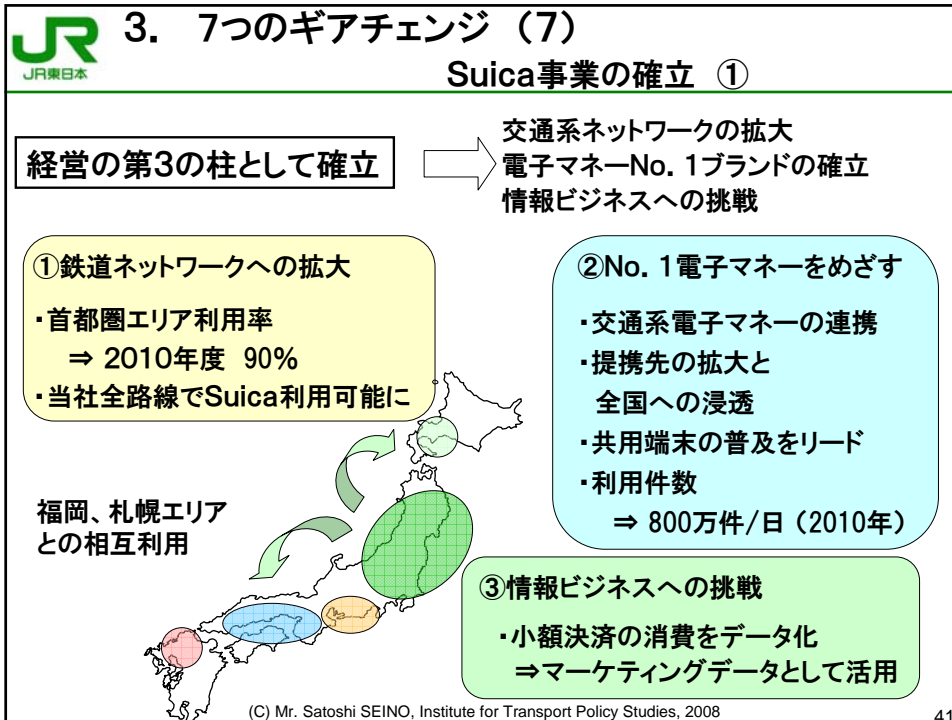 JR
JR東日本
3. 7つのギアチェンジ (7)
Suica事業の確立 ①
経営の第3の柱として確立
交通系ネットワークの拡大
電子マネーNo. 1ブランドの確立
情報ビジネスへの挑戦
①鉄道ネットワークへの拡大
・首都圏エリア利用率
⇒ 2010年度 90%
・当社全路線でSuica利用可能に
②No. 1電子マネーをめざす
・交通系電子マネーの連携
・提携先の拡大と
全国への浸透
・共用端末の普及をリード
・利用件数
⇒ 800万件/日 (2010年)
福岡、札幌エリア
との相互利用
③情報ビジネスへの挑戦
・小額決済の消費をデータ化
⇒マーケティングデータとして活用
(C) Mr. Satoshi SEINO, Institute for Transport Policy Studies, 2008
41